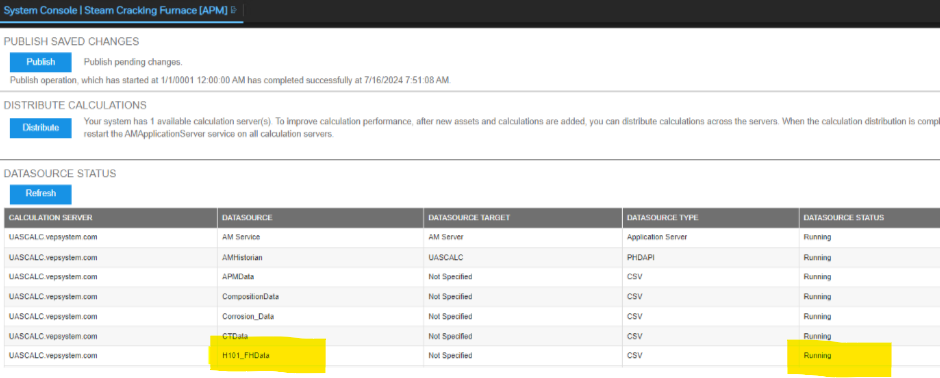 System Console | Steam Cracking Furnace [APM]
PUBLISH SAVED CHANGES
Publish Publish pending changes.
Publish operation, which has started at 1/1/0001 12:00:00 AM has completed successfully at 7/16/2024 7:51:08 AM.
DISTRIBUTE CALCULATIONS
Distribute
Your system has 1 available calculation server(s). To improve calculation performance, after new assets and calculations are added, you can distribute calculations across the servers. When the calculation distribution is compl
restart the AMApplicationServer service on all calculation servers.
DATASOURCE STATUS
Refresh
CALCULATION SERVER DATASOURCE DATASOURCE TARGET DATASOURCE TYPE DATASOURCE STATUS
UASCALC.vepsystem.com AM Service AM Server Application Server Running
UASCALC.vepsystem.com AMHistorian UASCALC PHDAPI Running
UASCALC.vepsystem.com APMData Not Specified CSV Running
UASCALC.vepsystem.com CompositionData Not Specified CSV Running
UASCALC.vepsystem.com Corrosion_Data Not Specified CSV Running
UASCALC.vepsystem.com CTData Not Specified CSV Running
UASCALC.vepsystem.com H101_FHData Not Specified CSV Running